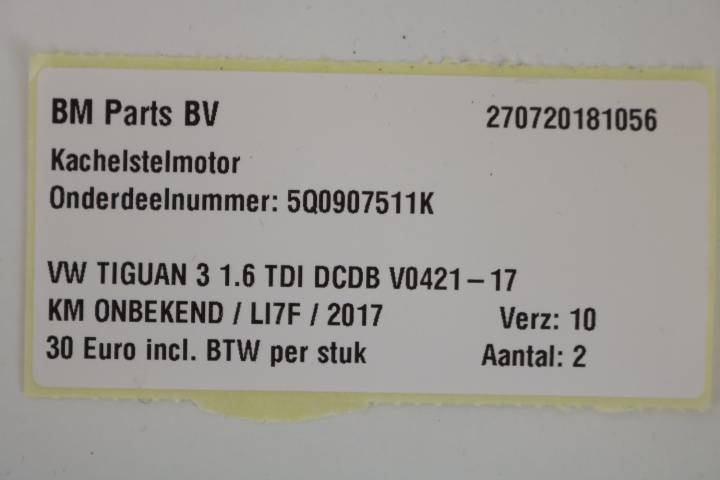 BM Parts BV 270720181056
Kachelstelmotor
Onderdeelnummer: 5Q0907511K
VW TIGUAN 3 1.6 TDI DCDB V0421-17
KM ONBEKEND / LI7F / 2017 Verz: 10
30 Euro incl. BTW per stuk Aantal: 2